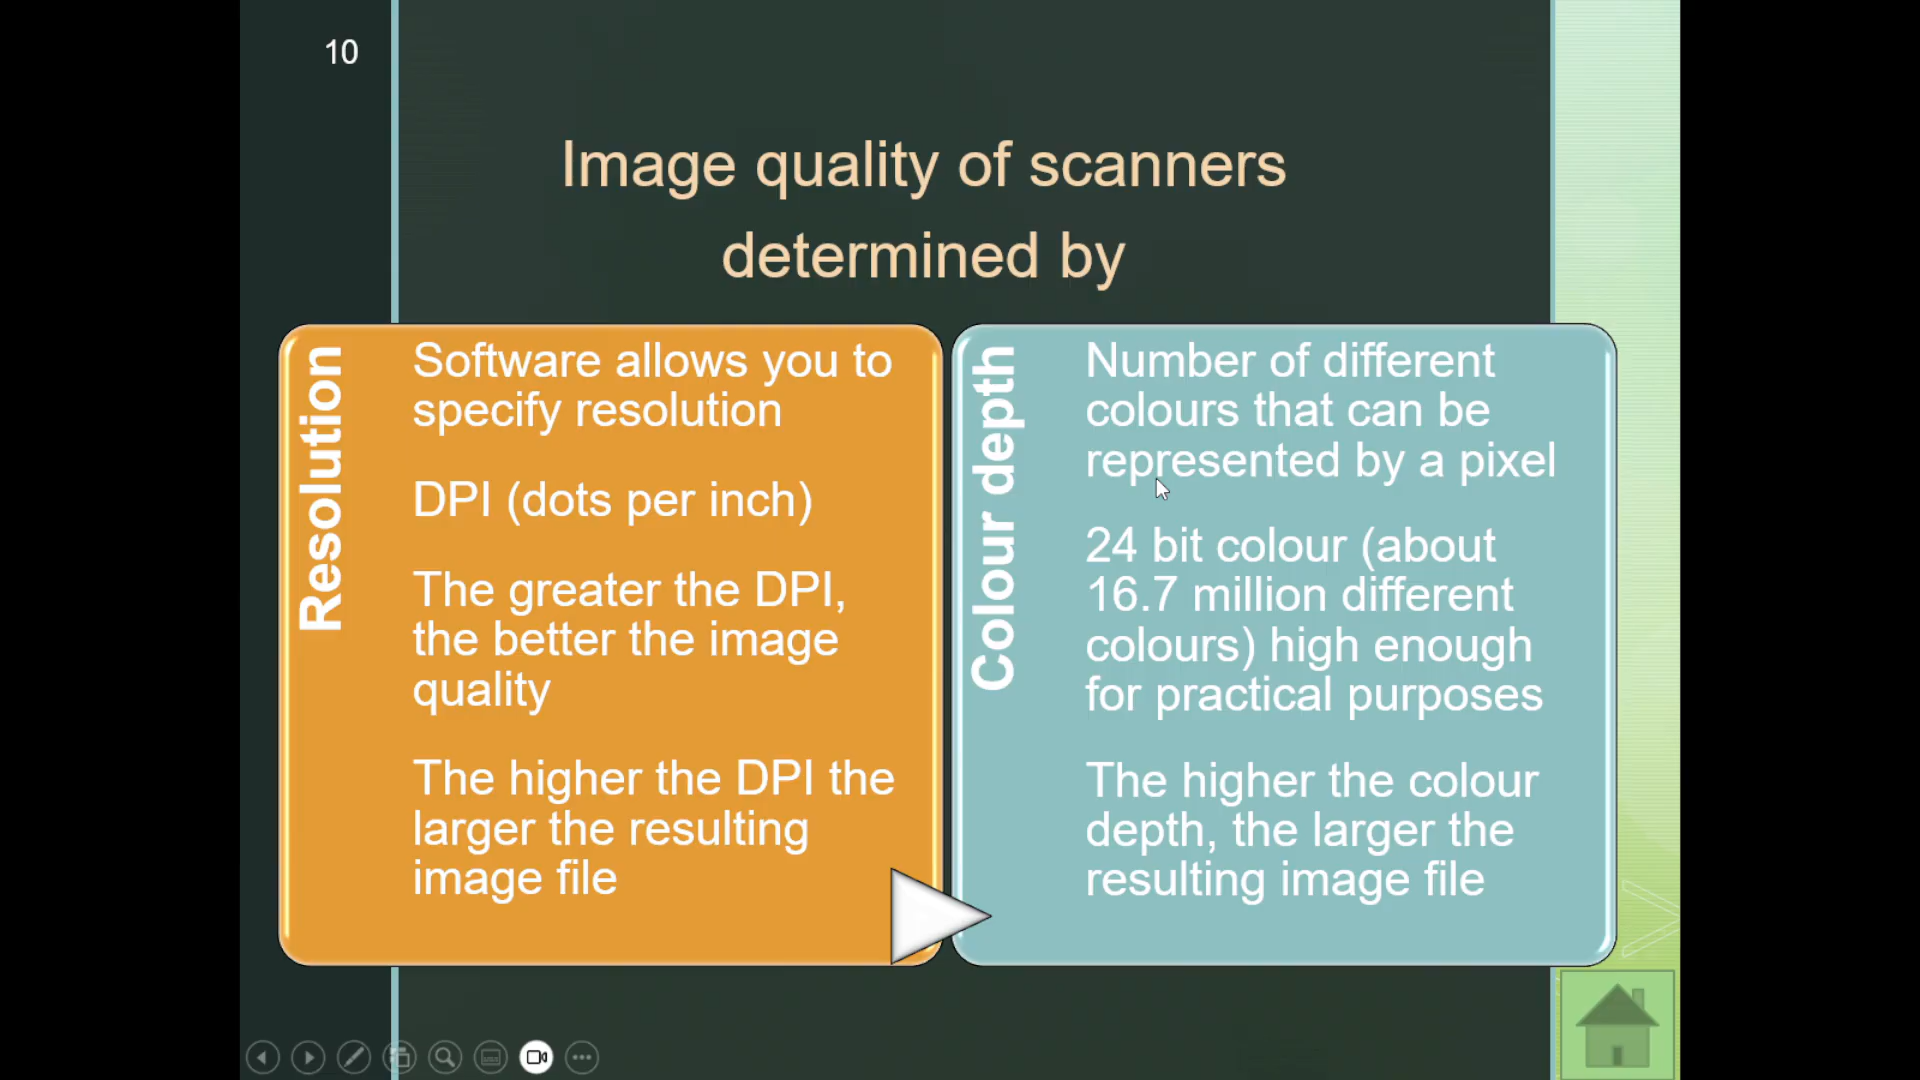 10
Image quality of scanners
determined by
Resolution
Software allows you to
specify resolution
DPI (dots per inch)
The greater the DPI,
the better the image
quality
The higher the DPI the
larger the resulting
image file
Colour depth
Number of different
colours that can be
represented by a pixel
24 bit colour (about
16.7 million different
colours) high enough
for practical purposes
The higher the colour
depth, the larger the
resulting image file